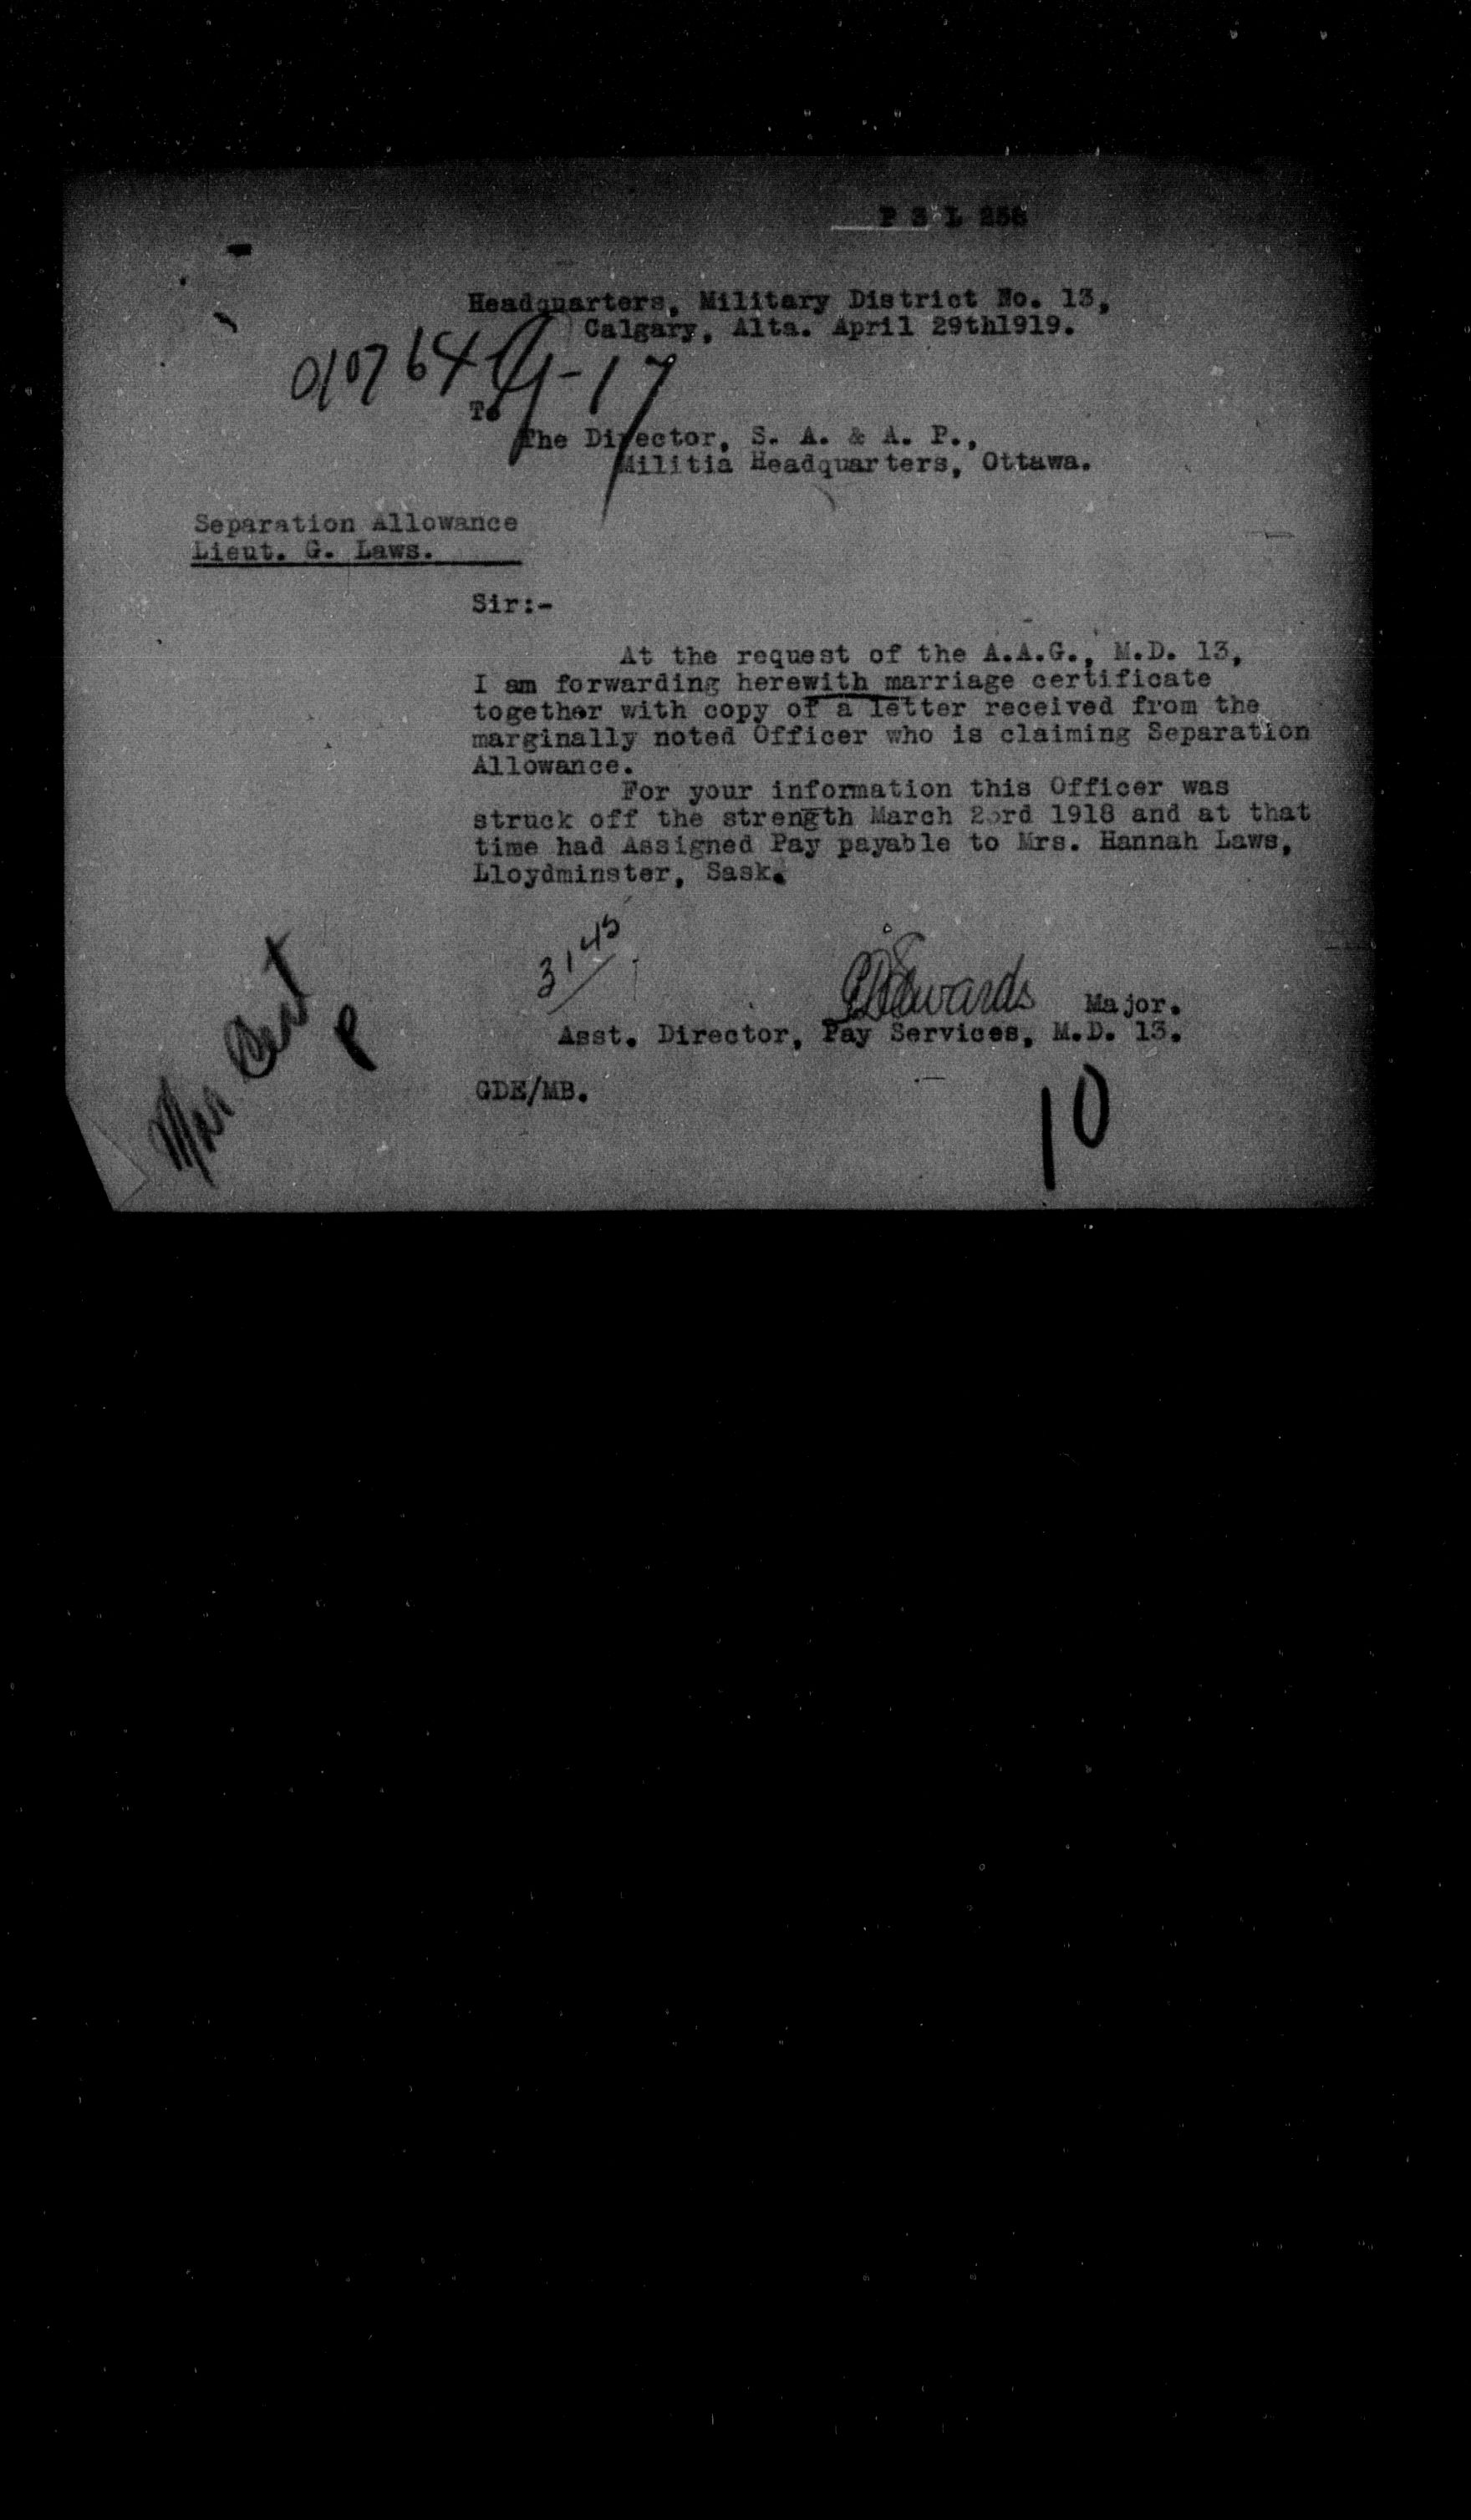 P 3 L 258
Headquarters, Military District No. 13,
Calgary, Alta. April 29th1919.
010764
To
The Director, S. A. & A. P.,
Militia Headquarters, Ottawa.
Separation Allowance
Lieut. G. Laws.
Sir:-
At the request of the A.A.G., M.D. 13,
I am forwarding herewith marriage certificate
together with copy of a letter received from the
marginally noted Officer who is claiming Separation
Allowance.
For your information this Officer was
struck off the strength March 23rd 1918 and at that
time had Assigned Pay payable to Mrs. Hannah Laws,
Lloydminster, Sask.
3145
GDEdwards Major.
Asst. Director, Pay Services, M.D. 13.
Mar Cert
P
GDE/MB.
10